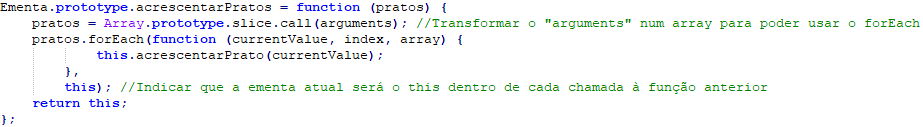 Ementa.prototype.acrescentarPratos = function (pratos) {
    pratos = Array.prototype.slice.call(arguments); //Transformar o "arguments" num array para poder usar o forEach
    pratos.forEach(function (currentValue, index, array) {
            this.acrescentarPrato(currentValue);
        },
        this); //Indicar que a ementa atual será o this dentro de cada chamada à função anterior
    return this;
};